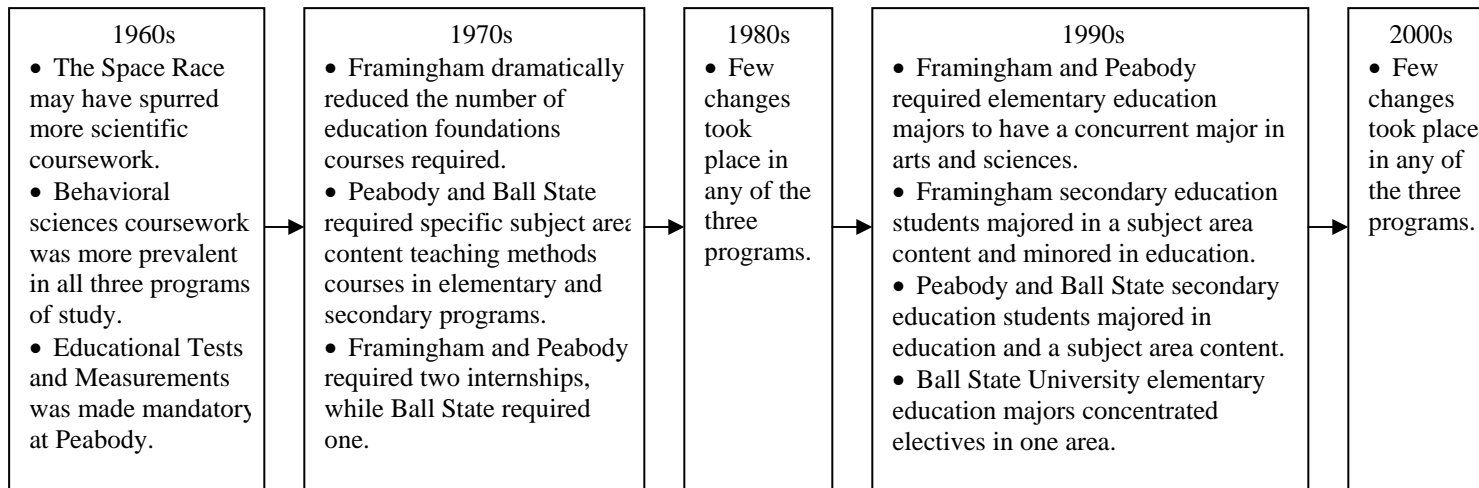 1960s
• The Space Race
may have spurred
more scientific
coursework.
• Behavioral
sciences coursework
was more prevalent
in all three programs
of study.
• Educational Tests
and Measurements
was made mandatory
at Peabody.
1970s
• Framingham dramatically
reduced the number of
education foundations
courses required.
• Peabody and Ball State
required specific subject area
content teaching methods
courses in elementary and
secondary programs.
• Framingham and Peabody
required two internships,
while Ball State required
one.
1980s
• Few
changes
took
place in
any of
the
three
programs.
1990s
• Framingham and Peabody
required elementary education
majors to have a concurrent major in
arts and sciences.
• Framingham secondary education
students majored in a subject area
content and minored in education.
• Peabody and Ball State secondary
education students majored in
education and a subject area content.
• Ball State University elementary
education majors concentrated
electives in one area.
2000s
• Few
changes
took place
in any of
the three
programs.